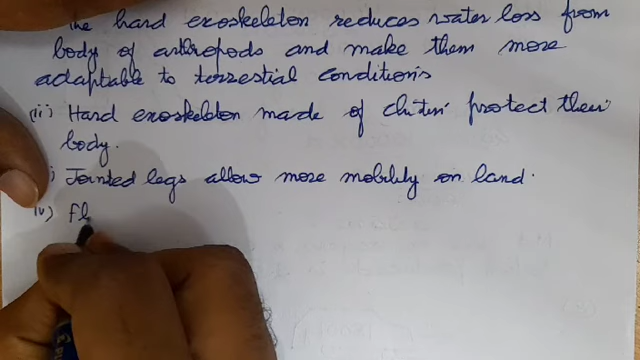 The hard exoskeleton reduces water loss from
body of arthropods and make them more
adaptable to terrestial conditions
(ii) Hard exoskeleton made of chitin protect their
body.
i) Jointed legs allow more mobility on land.
iv) Fl